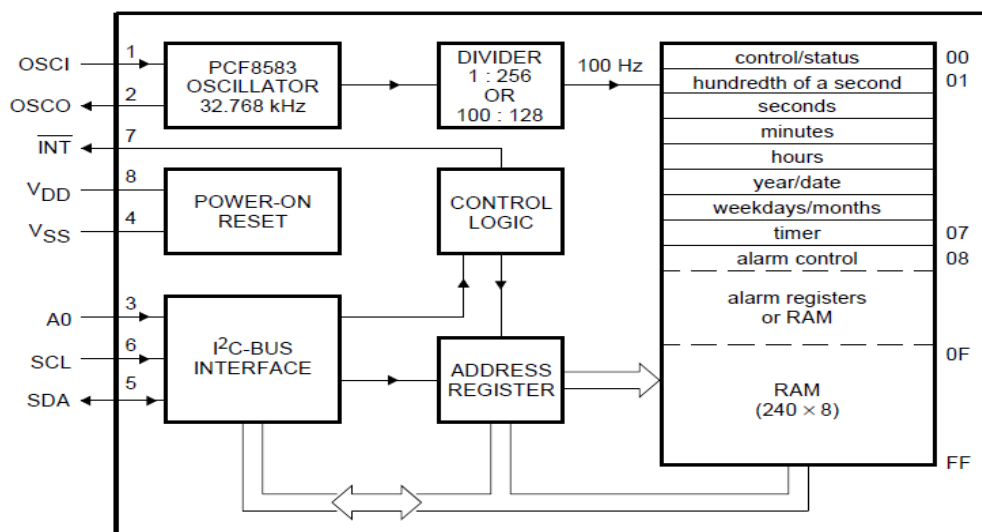 OSCI
1
OSCO
2
INT
7
VDD
8
VSS
4
A0
3
SCL
6
SDA
5
PCF8583
OSCILLATOR
32.768 kHz
DIVIDER
1 : 256
OR
100 : 128
100 Hz
POWER-ON
RESET
CONTROL
LOGIC
I2C-BUS
INTERFACE
ADDRESS
REGISTER
control/status
00
hundredth of a second
01
seconds
minutes
hours
year/date
weekdays/months
timer
07
alarm control
08
alarm registers
or RAM
0F
RAM
(240 × 8)
FF